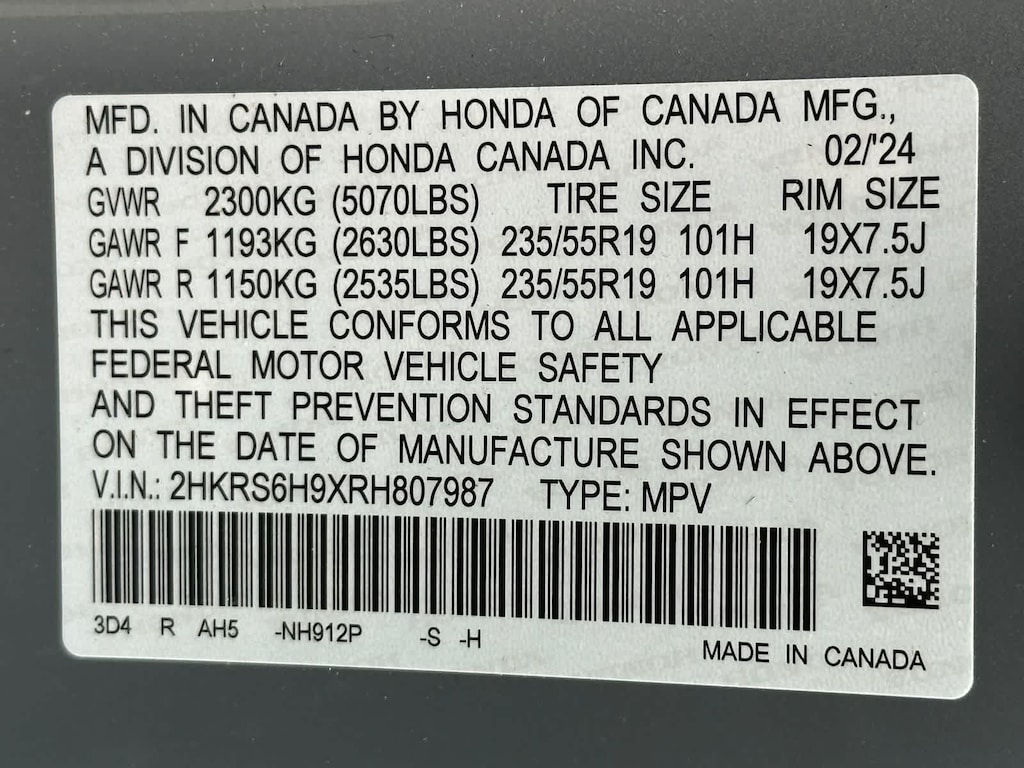 MFD. IN CANADA BY HONDA OF CANADA MFG.,
A DIVISION OF HONDA CANADA INC. 02/'24
GVWR 2300KG (5070LBS) TIRE SIZE RIM SIZE
GAWR F 1193KG (2630LBS) 235/55R19 101H 19X7.5J
GAWR R 1150KG (2535LBS) 235/55R19 101H 19X7.5J
THIS VEHICLE CONFORMS TO ALL APPLICABLE
FEDERAL MOTOR VEHICLE SAFETY
AND THEFT PREVENTION STANDARDS IN EFFECT
ON THE DATE OF MANUFACTURE SHOWN ABOVE.
V.I.N.: 2HKRS6H9XRH807987 TYPE: MPV
3D4 R AH5 -NH912P -S -H
MADE IN CANADA